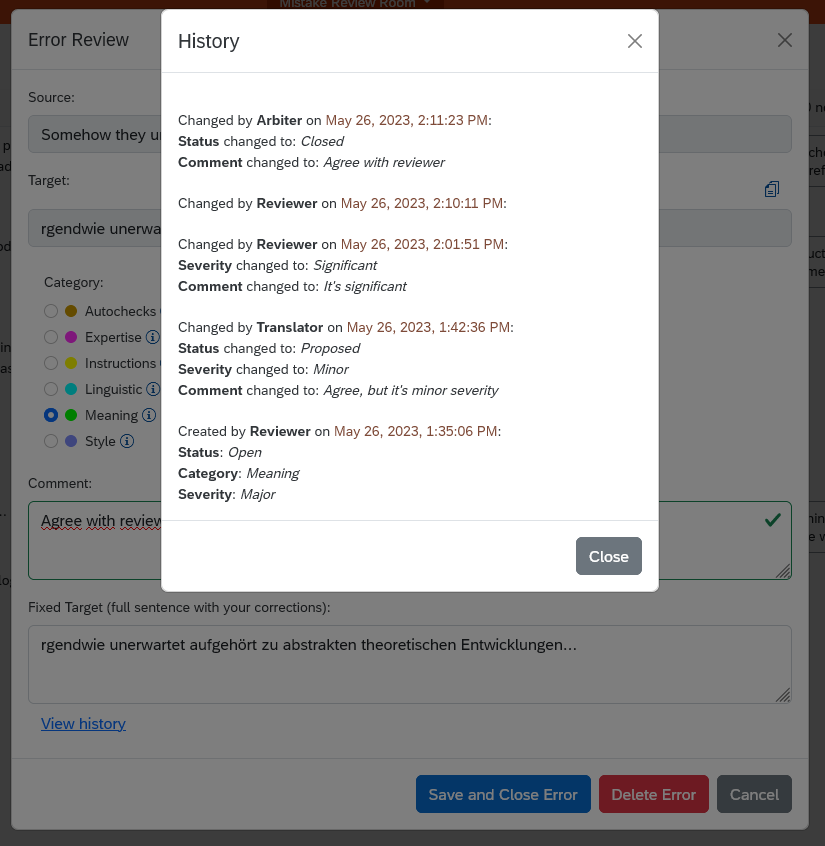 Mistake Review Room
Error Review
History
Source:
Somehow they
Target:
rgendwie unerwa
Changed by Arbiter on May 26, 2023, 2:11:23 PM:
Status changed to: Closed
Comment changed to: Agree with reviewer
Changed by Reviewer on May 26, 2023, 2:10:11 PM:
Changed by Reviewer on May 26, 2023, 2:01:51 PM:
Severity changed to: Significant
Comment changed to: It's significant
Changed by Translator on May 26, 2023, 1:42:36 PM:
Status changed to: Proposed
Severity changed to: Minor
Comment changed to: Agree, but it's minor severity
Created by Reviewer on May 26, 2023, 1:35:06 PM:
Status: Open
Category: Meaning
Severity: Major
Close
Category:
Autochecks
Expertise
Instructions
Linguistic
Meaning
Style
Comment:
Agree with review
Fixed Target (full sentence with your corrections):
rgendwie unerwartet aufgehört zu abstrakten theoretischen Entwicklungen...
View history
Save and Close Error
Delete Error
Cancel